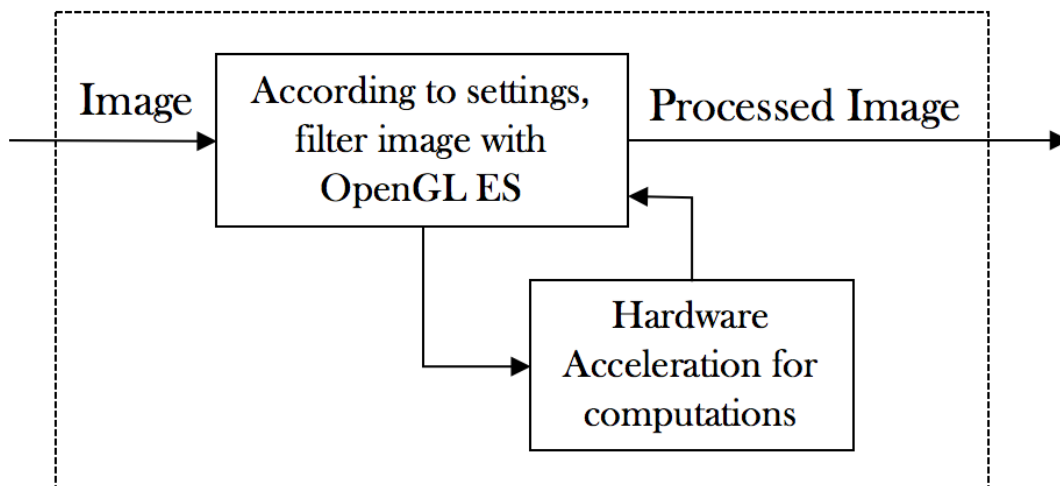 Image
According to settings,
filter image with
OpenGL ES
Processed Image
Hardware
Acceleration for
computations